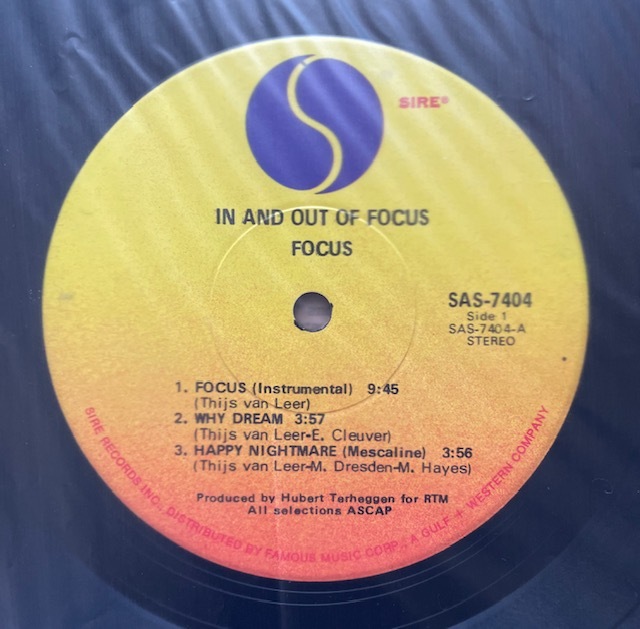 SIRE®
IN AND OUT OF FOCUS
FOCUS
SAS-7404
Side 1
SAS-7404-A
STEREO
1. FOCUS (Instrumental) 9:45
(Thijs van Leer)
2. WHY DREAM 3:57
(Thijs van Leer-E. Cleuver)
3. HAPPY NIGHTMARE (Mescaline) 3:56
(Thijs van Leer-M. Dresden-M. Hayes)
Produced by Hubert Terheggen for RTM
All selections ASCAP
SIRE RECORDS INC., DISTRIBUTED BY FAMOUS MUSIC CORP., A GULF + WESTERN COMPANY